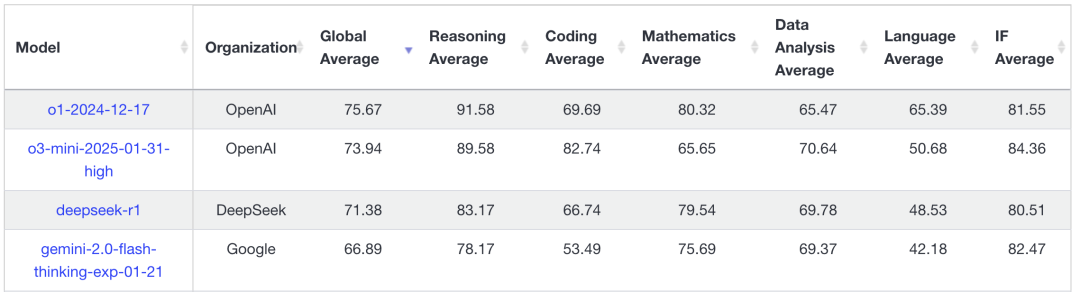 Model Organization Global Average Reasoning Average Coding Average Mathematics Average Data Analysis Average Language Average IF Average
o1-2024-12-17 OpenAI 75.67 91.58 69.69 80.32 65.47 65.39 81.55
o3-mini-2025-01-31-high OpenAI 73.94 89.58 82.74 65.65 70.64 50.68 84.36
deepseek-r1 DeepSeek 71.38 83.17 66.74 79.54 69.78 48.53 80.51
gemini-2.0-flash-thinking-exp-01-21 Google 66.89 78.17 53.49 75.69 69.37 42.18 82.47